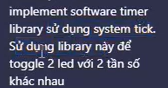 implement software timer
library sử dụng system tick.
Sử dụng library này để
toggle 2 led với 2 tần số
khác nhau